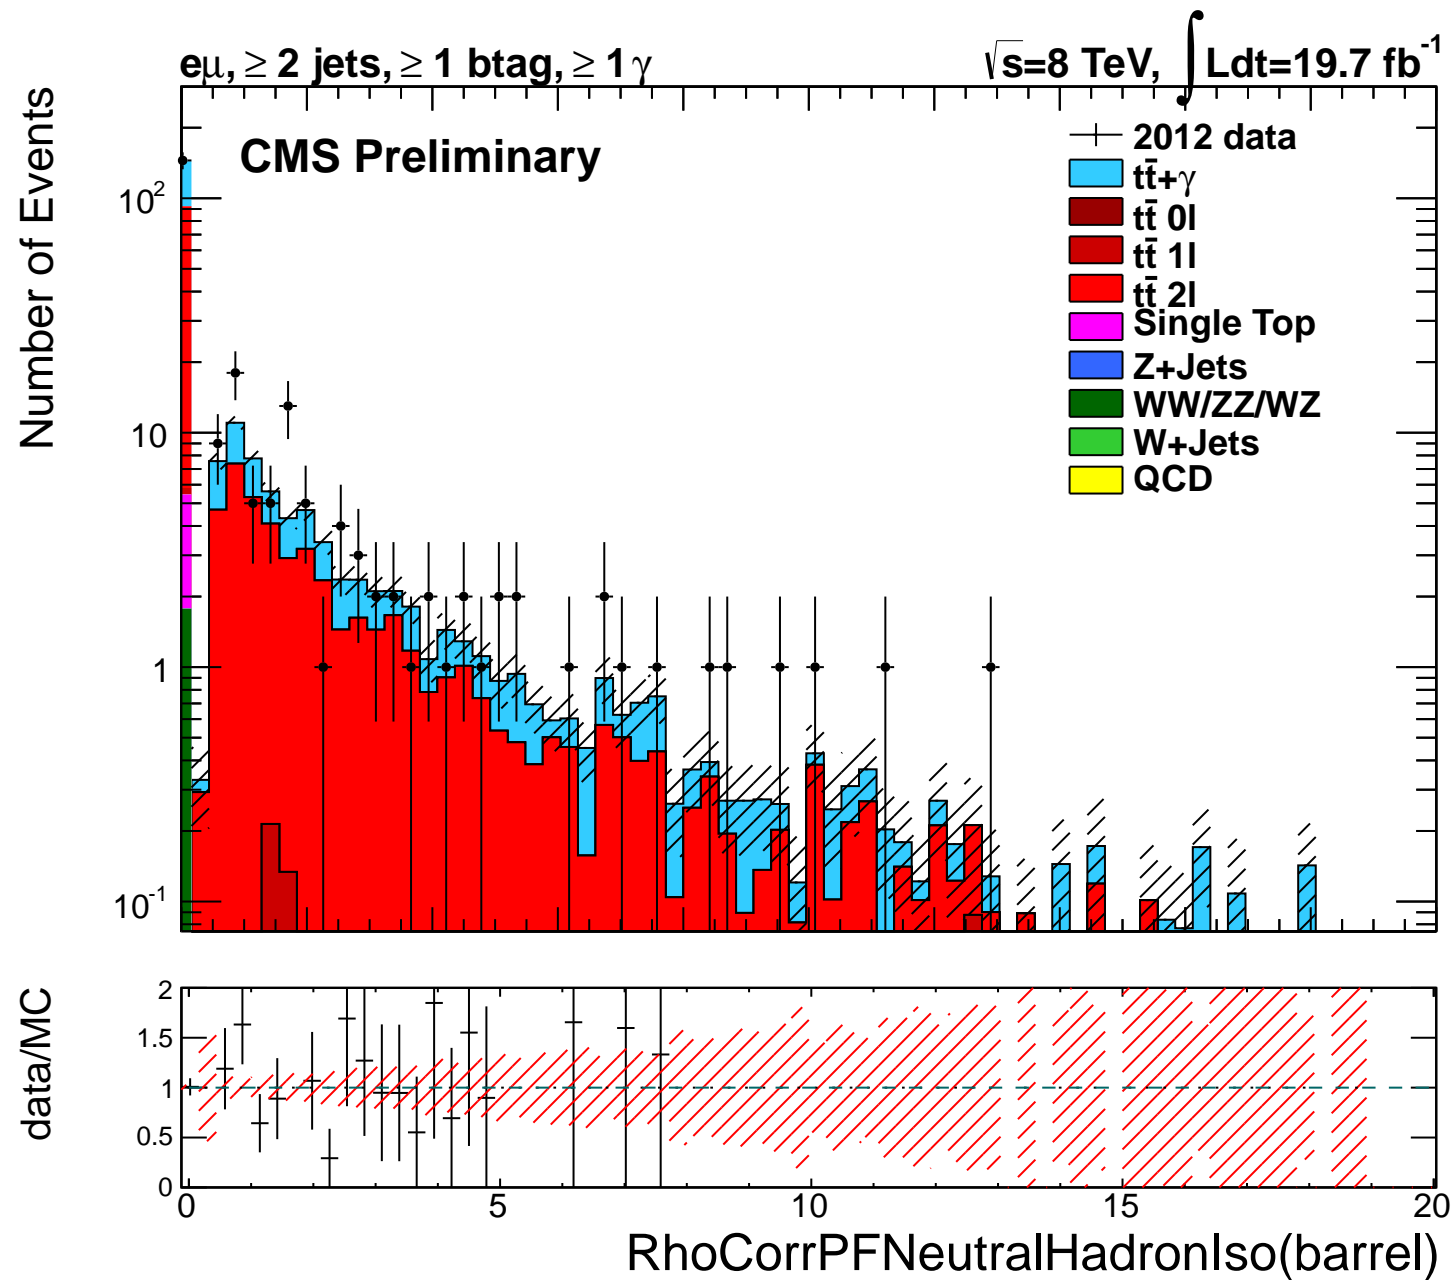 eμ, ≥ 2 jets, ≥ 1 btag, ≥ 1 γ
√s=8 TeV, ∫ Ldt=19.7 fb⁻¹
CMS Preliminary
2012 data
tt̄+γ
tt̄ 0l
tt̄ 1l
tt̄ 2l
Single Top
Z+Jets
WW/ZZ/WZ
W+Jets
QCD
Number of Events
10²
10
1
10⁻¹
data/MC
2
1.5
1
0.5
0
0 5 10 15 20
RhoCorrPFNeutralHadronIso(barrel)